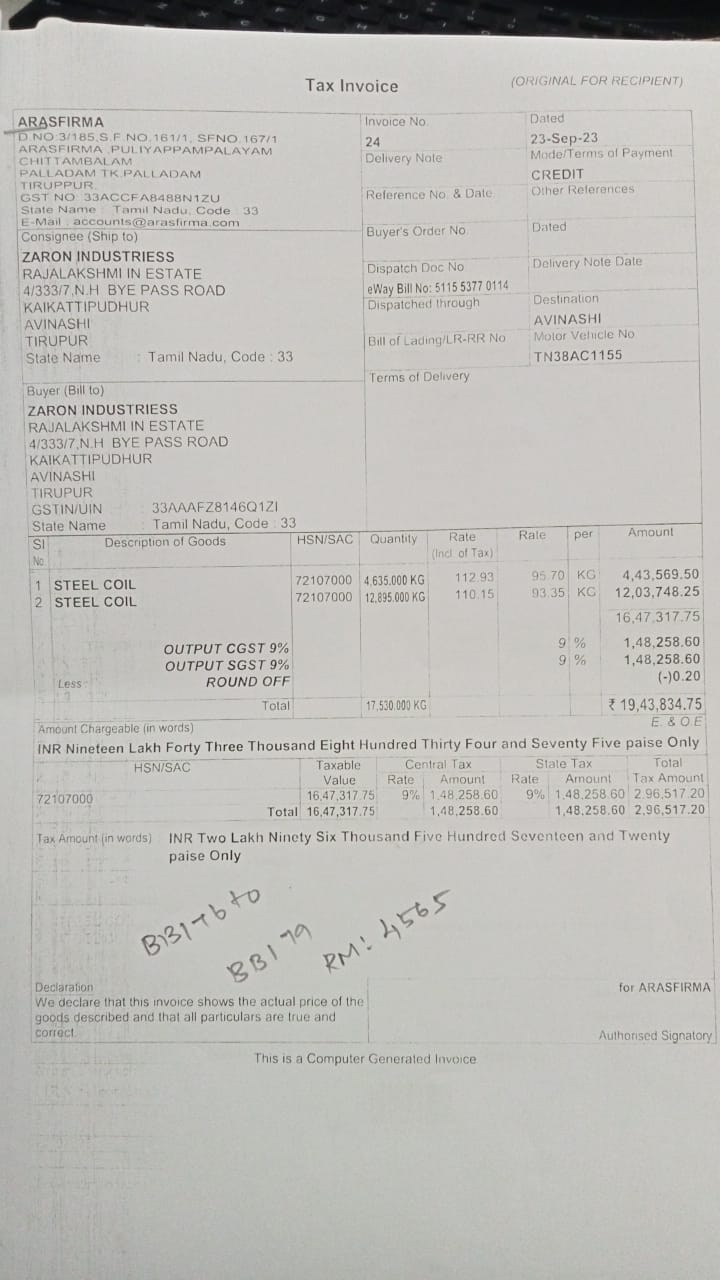 Tax Invoice
(ORIGINAL FOR RECIPIENT)
ARASFIRMA
D.NO:3/185,S.F.NO.161/1, SFNO.167/1
ARASFIRMA ,PULIYAPPAMPALAYAM
CHITTAMBALAM
PALLADAM TK.PALLADAM
TIRUPPUR.
GST NO: 33ACCFA8488N1ZU
State Name : Tamil Nadu, Code : 33
E-Mail : accounts@arasfirma.com
Invoice No.
24
Dated
23-Sep-23
Delivery Note
Mode/Terms of Payment
CREDIT
Reference No. & Date.
Other References
Buyer's Order No.
Dated
Dispatch Doc No.
Delivery Note Date
eWay Bill No: 5115 5377 0114
Dispatched through
Destination
AVINASHI
Bill of Lading/LR-RR No.
Motor Vehicle No.
TN38AC1155
Terms of Delivery
Consignee (Ship to)
ZARON INDUSTRIESS
RAJALAKSHMI IN ESTATE
4/333/7,N.H BYE PASS ROAD
KAIKATTIPUDHUR
AVINASHI
TIRUPUR
State Name : Tamil Nadu, Code : 33
Buyer (Bill to)
ZARON INDUSTRIESS
RAJALAKSHMI IN ESTATE
4/333/7,N.H BYE PASS ROAD
KAIKATTIPUDHUR
AVINASHI
TIRUPUR
GSTIN/UIN : 33AAAFZ8146Q1ZI
State Name : Tamil Nadu, Code : 33
Sl No. Description of Goods HSN/SAC Quantity Rate (Incl. of Tax) Rate per Amount
1 STEEL COIL 72107000 4,635.000 KG 112.93 95.70 KG 4,43,569.50
2 STEEL COIL 72107000 12,895.000 KG 110.15 93.35 KG 12,03,748.25
16,47,317.75
OUTPUT CGST 9% 9 % 1,48,258.60
OUTPUT SGST 9% 9 % 1,48,258.60
Less : ROUND OFF (-)0.20
Total 17,530.000 KG ₹ 19,43,834.75
Amount Chargeable (in words) E. & O.E
INR Nineteen Lakh Forty Three Thousand Eight Hundred Thirty Four and Seventy Five paise Only
HSN/SAC Taxable Value Central Tax Rate Amount State Tax Rate Amount Total Tax Amount
72107000 16,47,317.75 9% 1,48,258.60 9% 1,48,258.60 2,96,517.20
Total 16,47,317.75 1,48,258.60 1,48,258.60 2,96,517.20
Tax Amount (in words) : INR Two Lakh Ninety Six Thousand Five Hundred Seventeen and Twenty
paise Only
BB179
RM: 4565
Declaration
We declare that this invoice shows the actual price of the
goods described and that all particulars are true and
correct.
for ARASFIRMA
Authorised Signatory
This is a Computer Generated Invoice